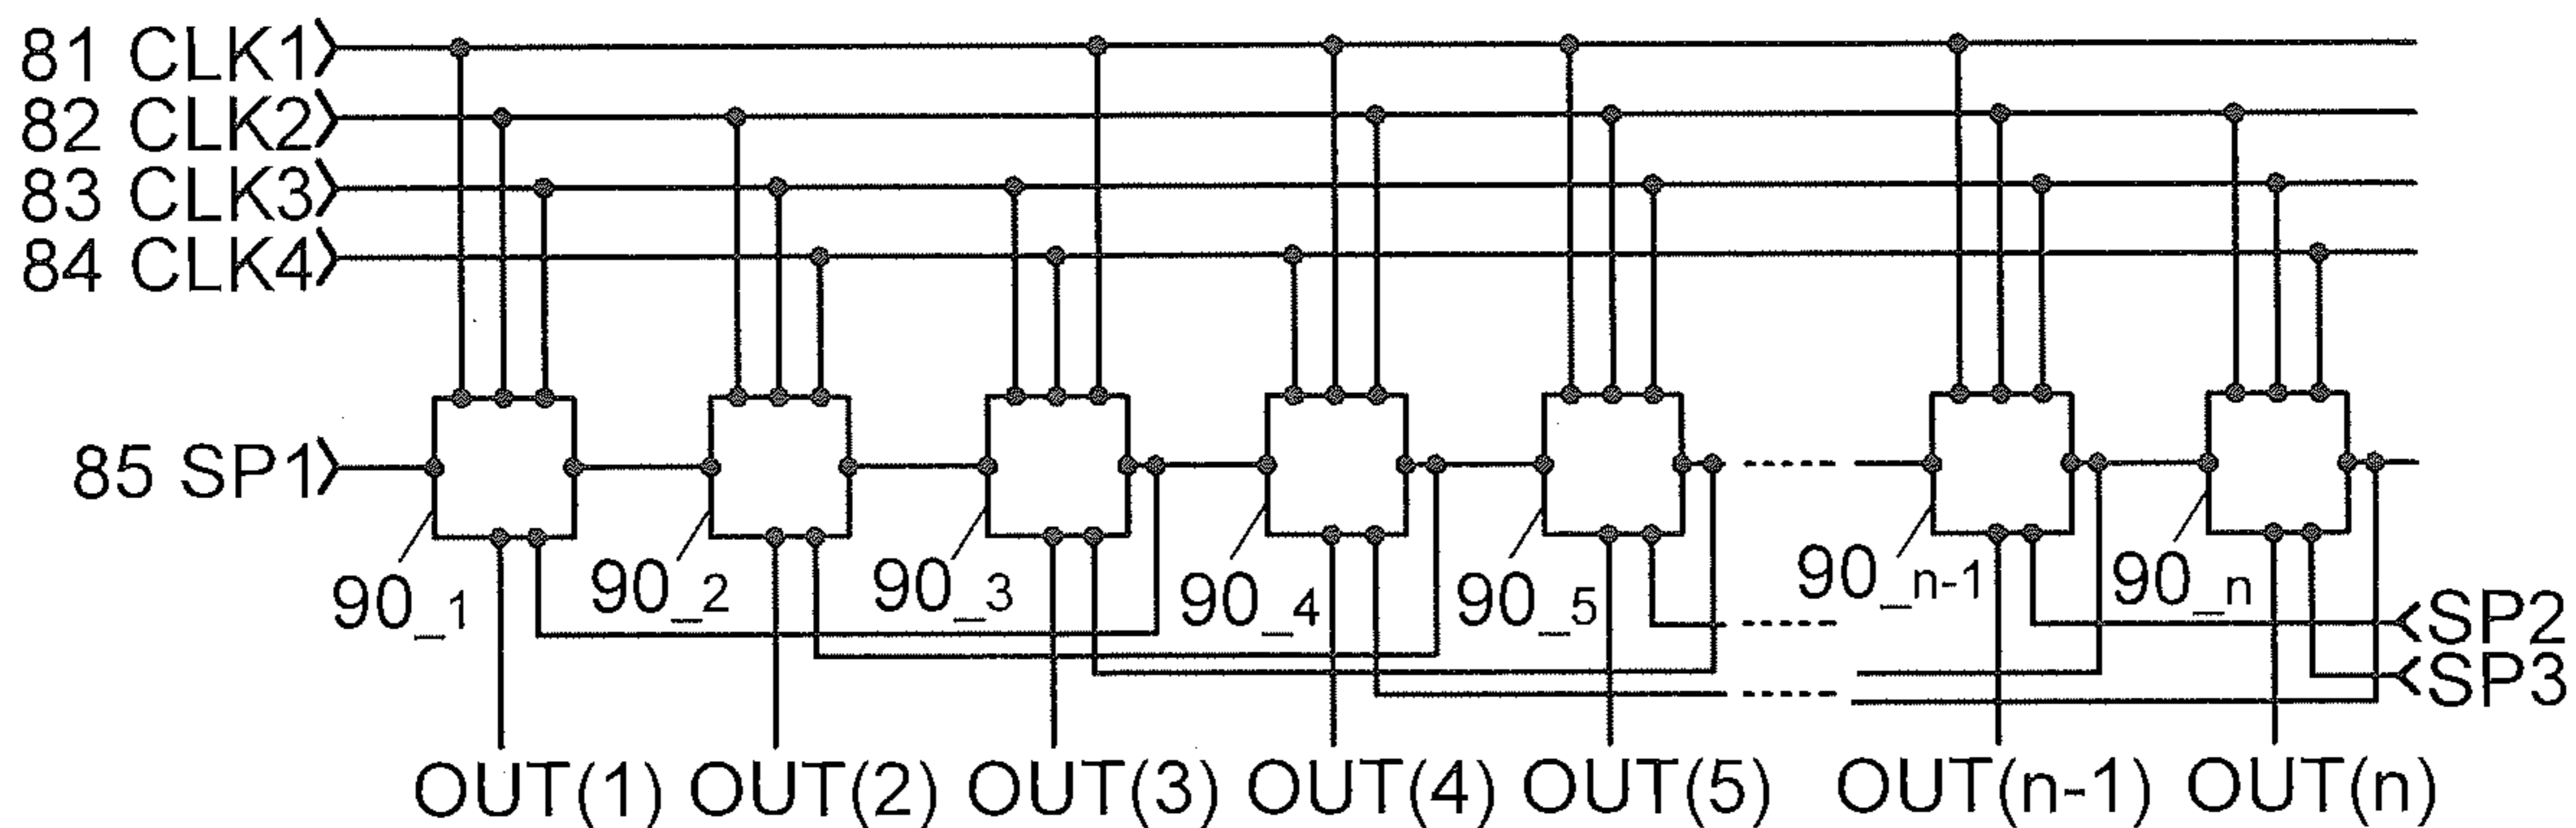 81 CLK1
82 CLK2
83 CLK3
84 CLK4
85 SP1
90_1
90_2
90_3
90_4
90_5
90_n-1
90_n
SP2
SP3
OUT(1) OUT(2) OUT(3) OUT(4) OUT(5) OUT(n-1) OUT(n)